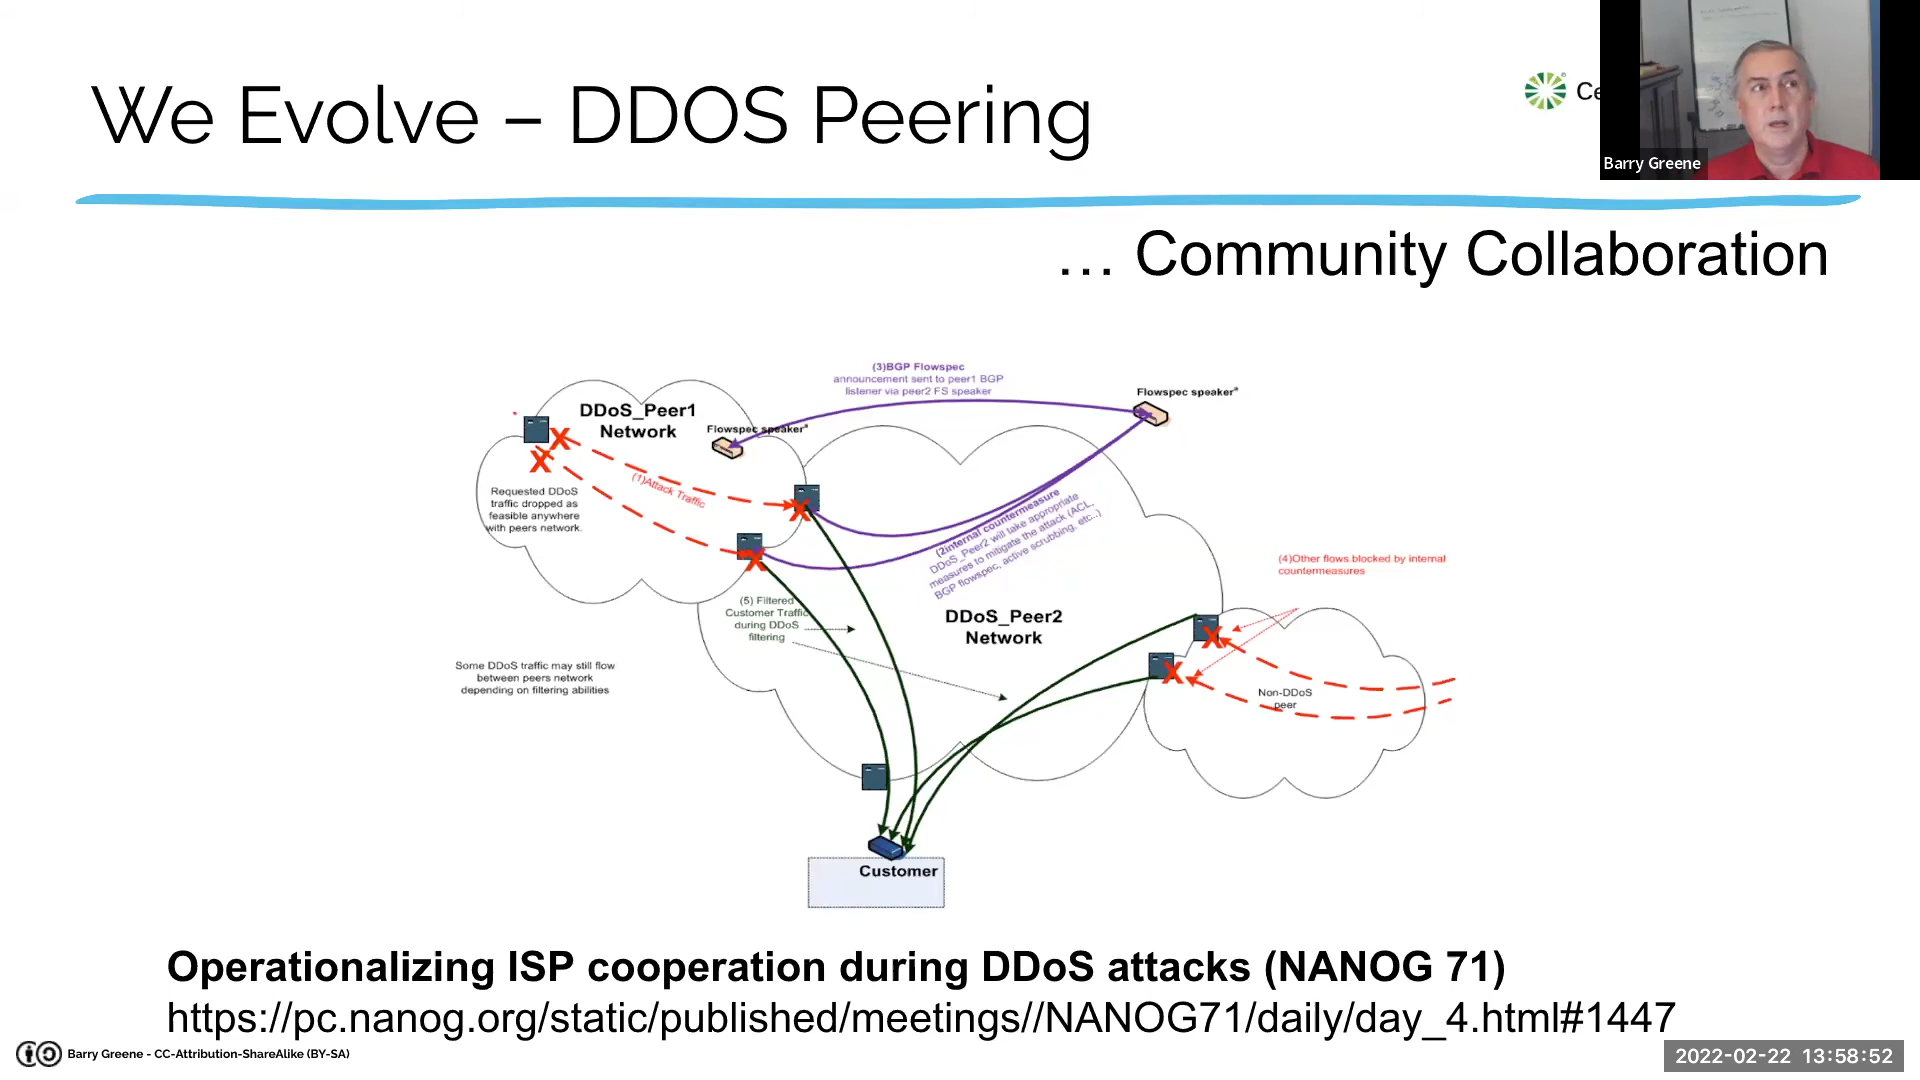 We Evolve – DDOS Peering
Ce
Barry Greene
… Community Collaboration
(3)BGP Flowspec
announcement sent to peer1 BGP
listener via peer2 FS speaker
Flowspec speaker*
DDoS_Peer1
Network
Flowspec speaker*
(1)Attack Traffic
Requested DDoS
traffic dropped as
feasible anywhere
with peers network.
(2internal countermeasure
DDoS_Peer2 will take appropriate
measures to mitigate the attack (ACL,
BGP flowspec, active scrubbing, etc..)
(4)Other flows blocked by internal
countermeasures
(5) Filtered
Customer Traffic
during DDoS
filtering
DDoS_Peer2
Network
Some DDoS traffic may still flow
between peers network
depending on filtering abilities
Non-DDoS
peer
Customer
Operationalizing ISP cooperation during DDoS attacks (NANOG 71)
https://pc.nanog.org/static/published/meetings//NANOG71/daily/day_4.html#1447
Barry Greene - CC-Attribution-ShareAlike (BY-SA)
2022-02-22 13:58:52